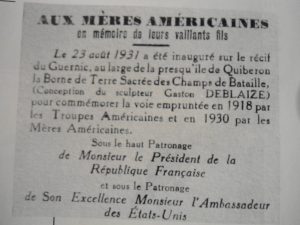 AUX MÈRES AMÉRICAINES
en mémoire de leurs vaillants fils
Le 23 août 1931 a été inauguré sur le récif
du Guernic, au large de la presqu'île de Quiberon
la Borne de Terre Sacrée des Champs de Bataille,
(Conception du sculpteur Gaston DEBLAIZE)
pour commémorer la voie empruntée en 1918 par
les Troupes Américaines et en 1930 par les
Mères Américaines.
Sous le haut Patronage
de Monsieur le Président de la
République Française
et sous le Patronage
de Son Excellence Monsieur l'Ambassadeur
des États-Unis